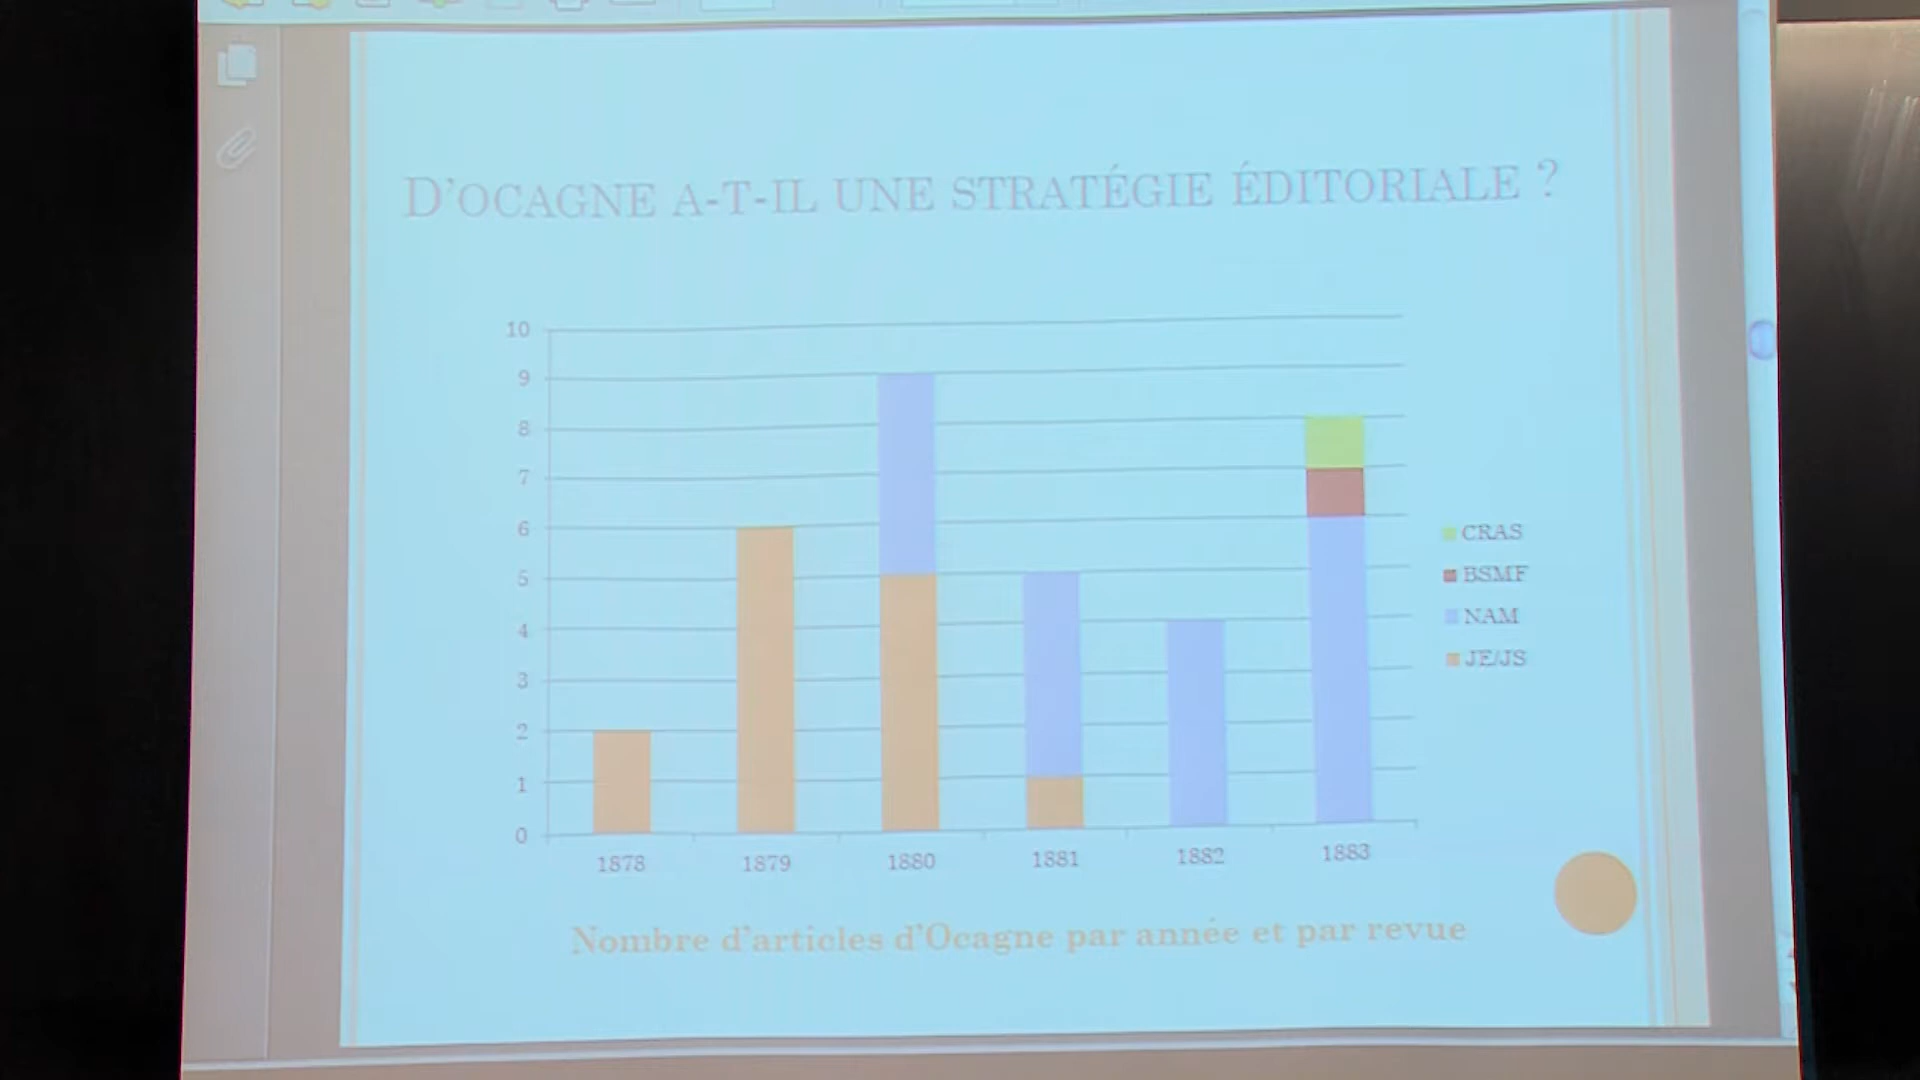 D'OCAGNE A-T-IL UNE STRATÉGIE ÉDITORIALE ?
10
9
8
7
6
5
4
3
2
1
0
1878 1879 1880 1881 1882 1883
CRAS
BSMF
NAM
JE/JS
Nombre d'articles d'Ocagne par année et par revue